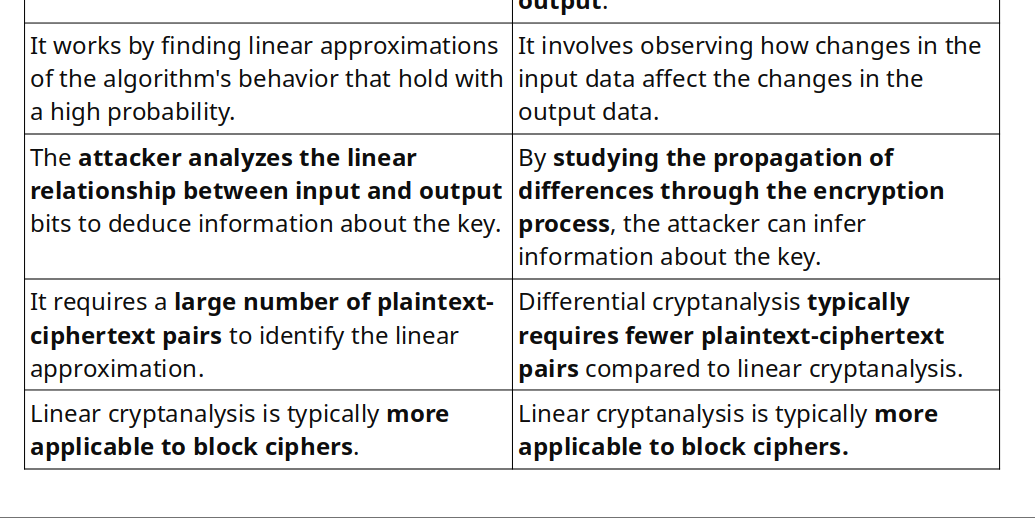 output.
It works by finding linear approximations
of the algorithm's behavior that hold with
a high probability.
It involves observing how changes in the
input data affect the changes in the
output data.
The attacker analyzes the linear
relationship between input and output
bits to deduce information about the key.
By studying the propagation of
differences through the encryption
process, the attacker can infer
information about the key.
It requires a large number of plaintext-
ciphertext pairs to identify the linear
approximation.
Differential cryptanalysis typically
requires fewer plaintext-ciphertext
pairs compared to linear cryptanalysis.
Linear cryptanalysis is typically more
applicable to block ciphers.
Linear cryptanalysis is typically more
applicable to block ciphers.